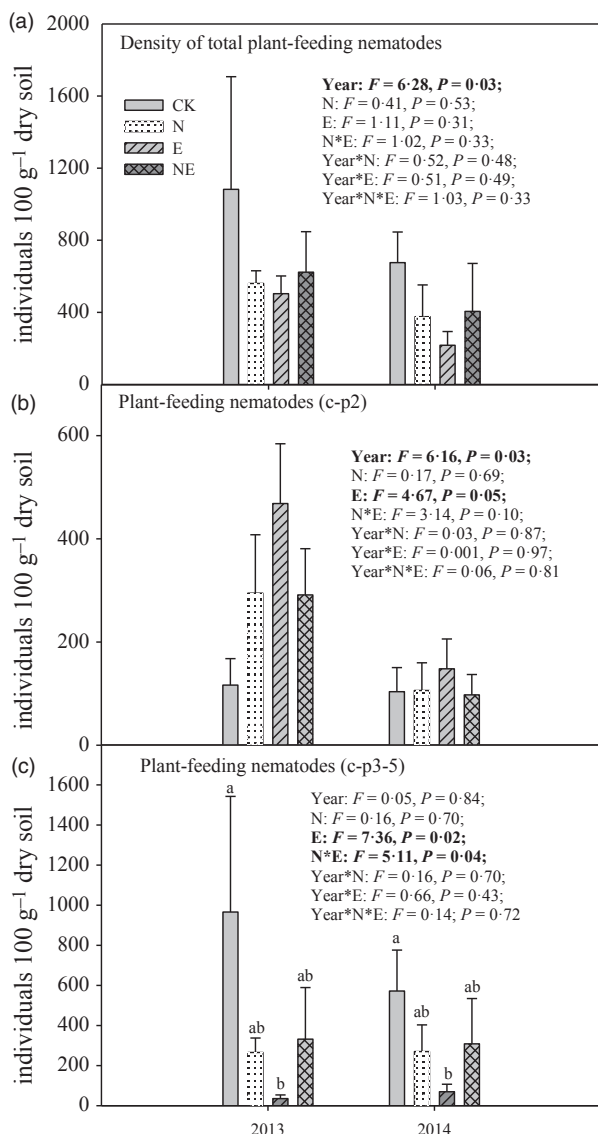 (a)
Density of total plant-feeding nematodes
2000
1600
1200
800
400
0
individuals 100 g⁻¹ dry soil
CK
N
E
NE
Year: F = 6·28, P = 0·03;
N: F = 0·41, P = 0·53;
E: F = 1·11, P = 0·31;
N*E: F = 1·02, P = 0·33;
Year*N: F = 0·52, P = 0·48;
Year*E: F = 0·51, P = 0·49;
Year*N*E: F = 1·03, P = 0·33
(b)
Plant-feeding nematodes (c-p2)
600
400
200
0
individuals 100 g⁻¹ dry soil
Year: F = 6·16, P = 0·03;
N: F = 0·17, P = 0·69;
E: F = 4·67, P = 0·05;
N*E: F = 3·14, P = 0·10;
Year*N: F = 0·03, P = 0·87;
Year*E: F = 0·001, P = 0·97;
Year*N*E: F = 0·06, P = 0·81
(c)
Plant-feeding nematodes (c-p3-5)
1600
1400
1200
1000
800
600
400
200
0
individuals 100 g⁻¹ dry soil
Year: F = 0·05, P = 0·84;
N: F = 0·16, P = 0·70;
E: F = 7·36, P = 0·02;
N*E: F = 5·11, P = 0·04;
Year*N: F = 0·16, P = 0·70;
Year*E: F = 0·66, P = 0·43;
Year*N*E: F = 0·14; P = 0·72
a
ab
b
ab
a
ab
b
ab
2013
2014